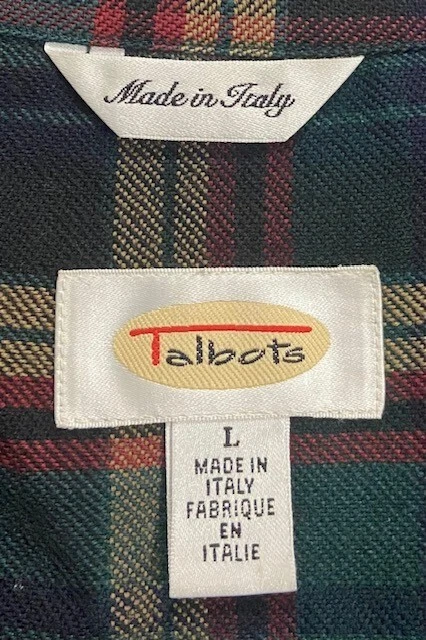 Made in Italy
Talbots
L
MADE IN
ITALY
FABRIQUE
EN
ITALIE